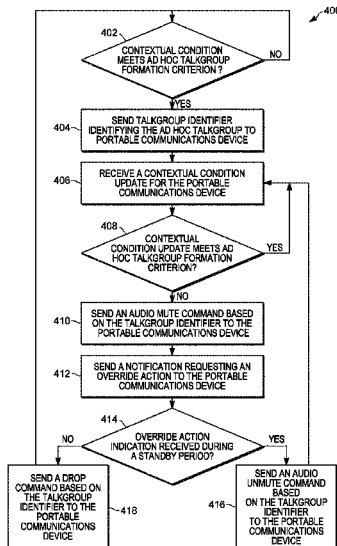 400
402
CONTEXTUAL CONDITION
MEETS AD HOC TALKGROUP
FORMATION CRITERION ?
NO
YES
404
SEND TALKGROUP IDENTIFIER
IDENTIFYING THE AD HOC TALKGROUP TO
PORTABLE COMMUNICATIONS DEVICE
406
RECEIVE A CONTEXTUAL CONDITION
UPDATE FOR THE PORTABLE
COMMUNICATIONS DEVICE
408
CONTEXTUAL
CONDITION UPDATE MEETS AD
HOC TALKGROUP FORMATION
CRITERION?
YES
NO
410
SEND AN AUDIO MUTE COMMAND BASED
ON THE TALKGROUP IDENTIFIER TO THE
PORTABLE COMMUNICATIONS DEVICE
412
SEND A NOTIFICATION REQUESTING AN
OVERRIDE ACTION TO THE PORTABLE
COMMUNICATIONS DEVICE
414
NO
OVERRIDE ACTION
INDICATION RECEIVED DURING
A STANDBY PERIOD?
YES
SEND A DROP
COMMAND BASED ON
THE TALKGROUP
IDENTIFIER TO THE
PORTABLE
COMMUNICATIONS
DEVICE
418
SEND AN AUDIO
UNMUTE COMMAND
BASED
ON THE TALKGROUP
IDENTIFIER
TO THE PORTABLE
COMMUNICATIONS
DEVICE
416